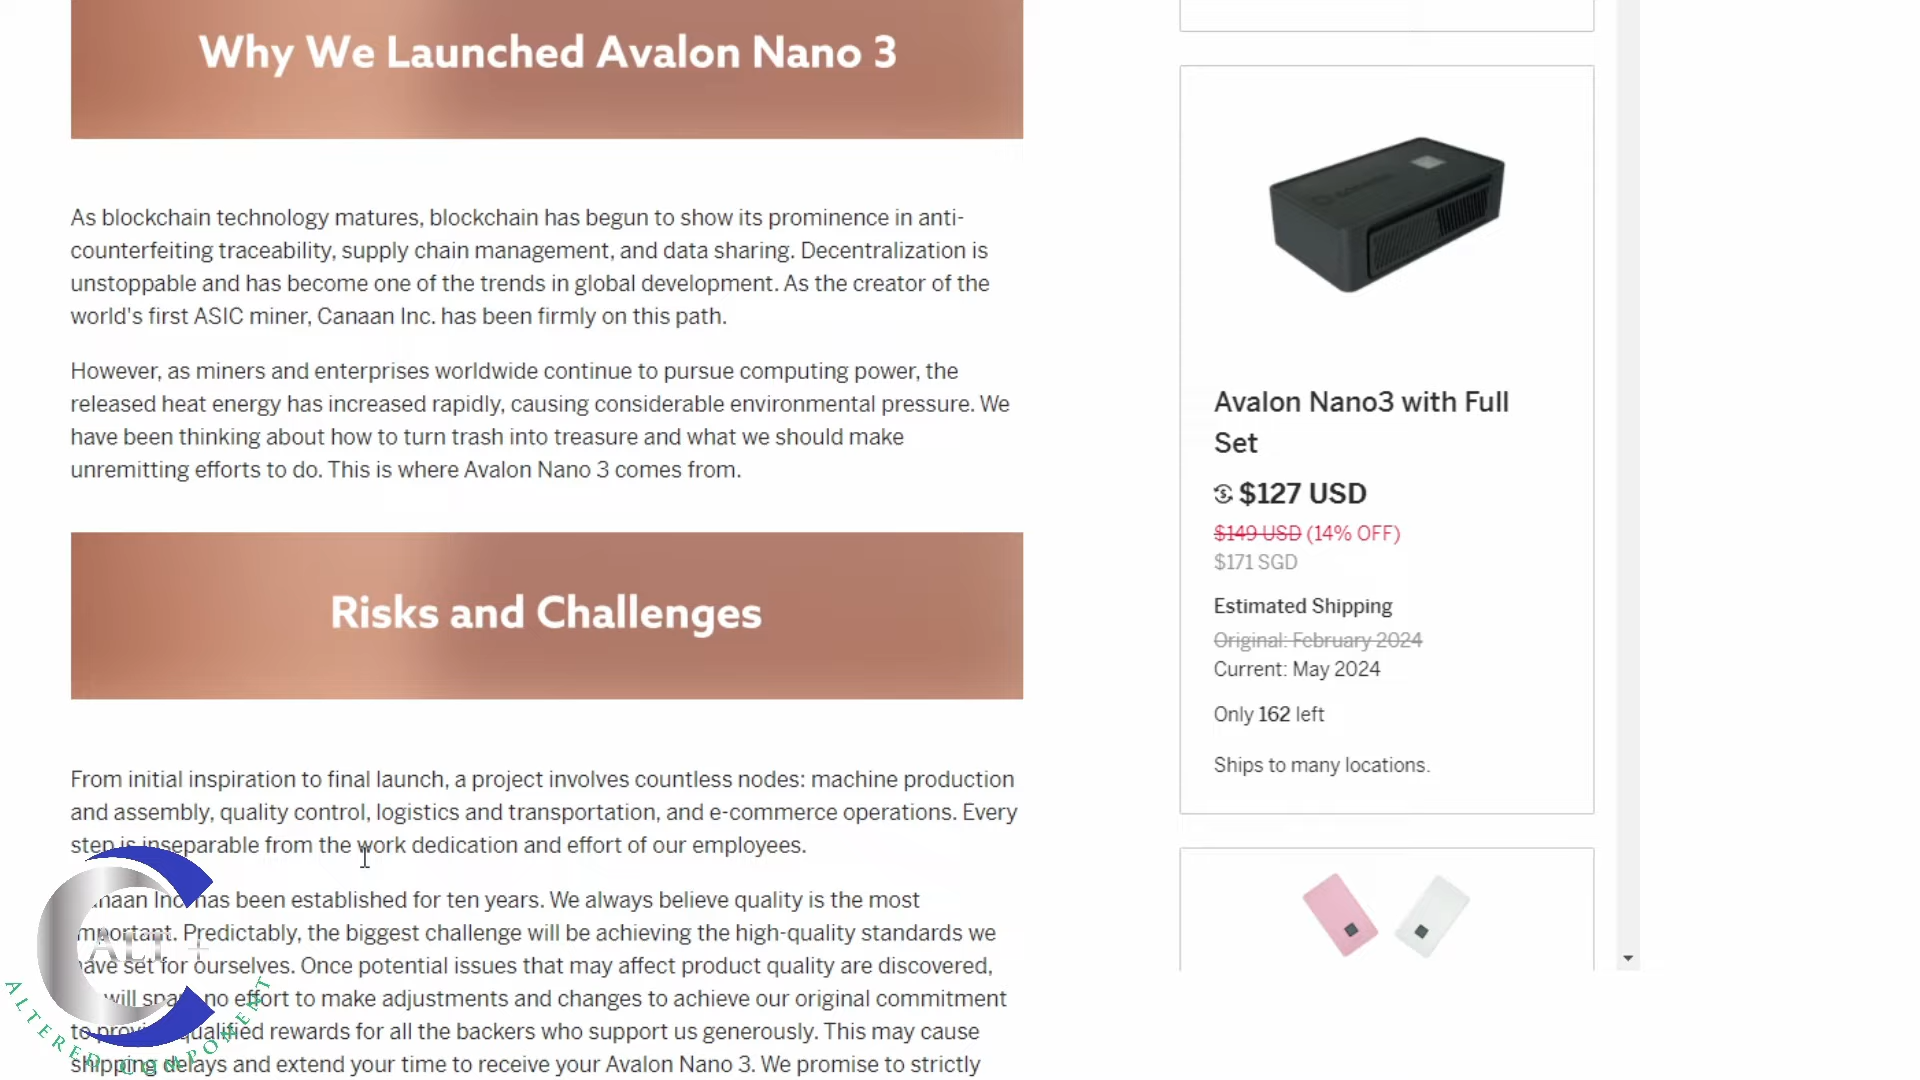 Why We Launched Avalon Nano 3
As blockchain technology matures, blockchain has begun to show its prominence in anti-
counterfeiting traceability, supply chain management, and data sharing. Decentralization is
unstoppable and has become one of the trends in global development. As the creator of the
world's first ASIC miner, Canaan Inc. has been firmly on this path.
However, as miners and enterprises worldwide continue to pursue computing power, the
released heat energy has increased rapidly, causing considerable environmental pressure. We
have been thinking about how to turn trash into treasure and what we should make
unremitting efforts to do. This is where Avalon Nano 3 comes from.
Risks and Challenges
From initial inspiration to final launch, a project involves countless nodes: machine production
and assembly, quality control, logistics and transportation, and e-commerce operations. Every
step is inseparable from the work dedication and effort of our employees.
has been established for ten years. We always believe quality is the most
Predictably, the biggest challenge will be achieving the high-quality standards we
set for ourselves. Once potential issues that may affect product quality are discovered,
will no effort to make adjustments and changes to achieve our original commitment
to qualified rewards for all the backers who support us generously. This may cause
shipping delays and extend your time to receive your Avalon Nano 3. We promise to strictly
Avalon Nano3 with Full
Set
$127 USD
$149 USD (14% OFF)
$171 SGD
Estimated Shipping
Original: February 2024
Current: May 2024
Only 162 left
Ships to many locations.
ALT +
ALTERED COMPONENT